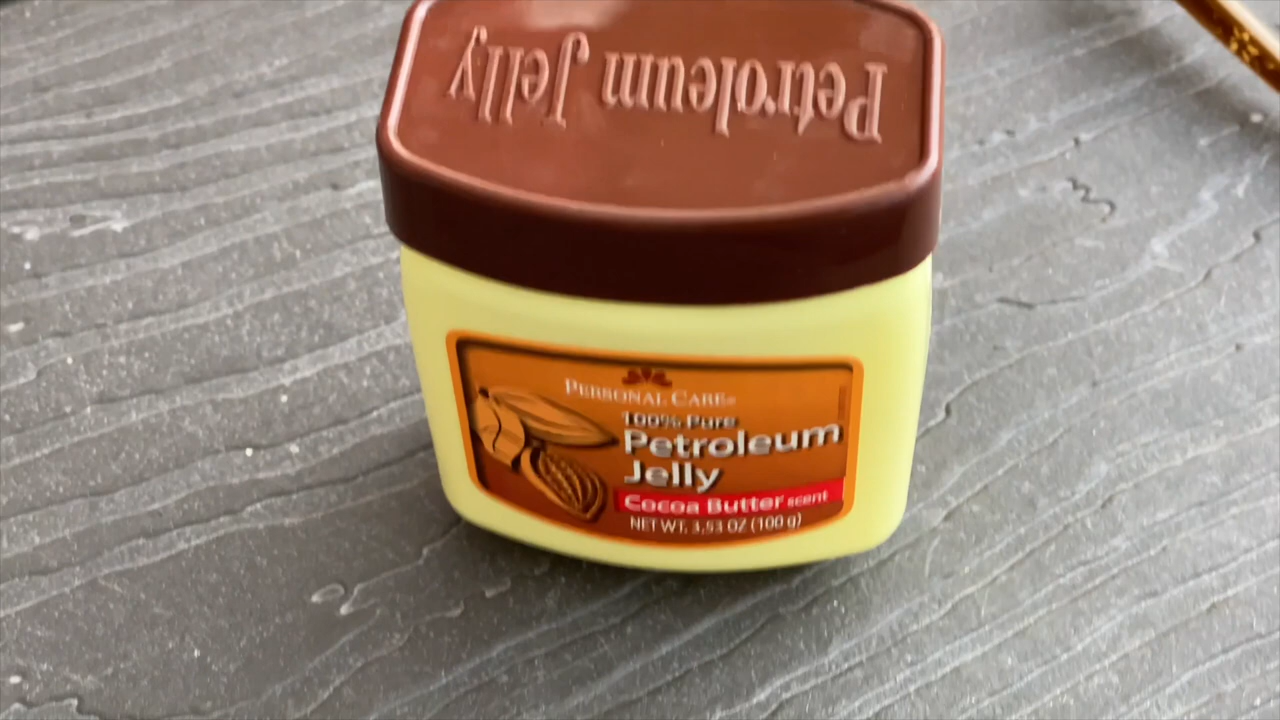 Petroleum Jelly
PERSONAL CARE
100% Pure
Petroleum
Jelly
Cocoa Butter scent
NET WT. 3.53 OZ (100 g)